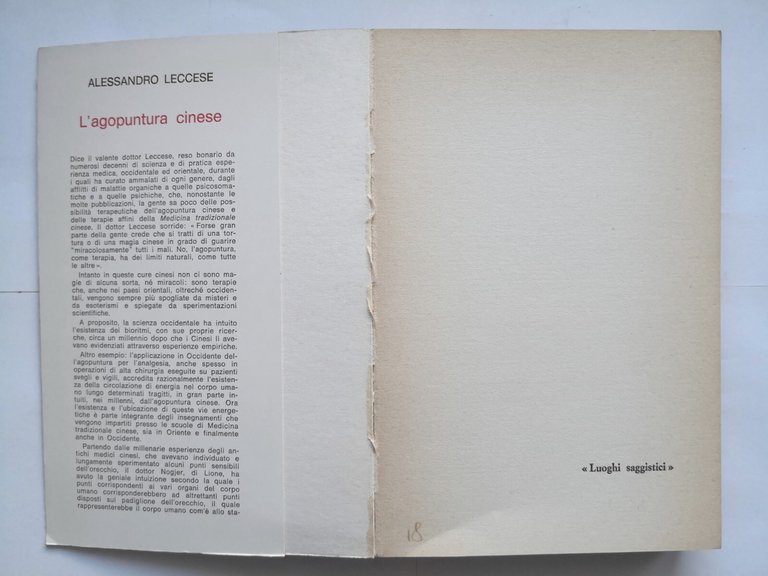 ALESSANDRO LECCESE
L'agopuntura cinese
Dice il valente dottor Leccese, reso bonario da
numerosi decenni di scienza e di pratica espe-
rienza medica, occidentale ed orientale, durante
i quali ha curato ammalati di ogni genere, dagli
afflitti di malattie organiche a quelle psicosoma-
tiche e a quelle psichiche, che, nonostante le
molte pubblicazioni, la gente sa poco delle pos-
sibilità terapeutiche dell'agopuntura cinese e
delle terapie affini della Medicina tradizionale
cinese. Il dottor Leccese sorride: « Forse gran
parte della gente crede che si tratti di una tor-
tura o di una magia cinese in grado di guarire
"miracolosamente" tutti i mali. No, l'agopuntura,
come terapia, ha dei limiti naturali, come tutte
le altre ».
Intanto in queste cure cinesi non ci sono ma-
gie di alcuna sorta, né miracoli: sono terapie
che, anche nei paesi orientali, oltreché occiden-
tali, vengono sempre più spogliate da misteri e
da esoterismi e spiegate da sperimentazioni
scientifiche.
A proposito, la scienza occidentale ha intuito
l'esistenza dei bioritmi, con sue proprie ricer-
che, circa un millennio dopo che i Cinesi li ave-
vano evidenziati attraverso esperienze empiriche.
Altro esempio: l'applicazione in Occidente del-
l'agopuntura per l'analgesia, anche spesso in
operazioni di alta chirurgia eseguite su pazienti
svegli e vigili, accredita razionalmente l'esisten-
za della circolazione di energia nel corpo uma-
no lungo determinati tragitti, in gran parte in-
tuiti, nei millenni, dall'agopuntura cinese. Ora
l'esistenza e l'ubicazione di queste vie energe-
tiche è parte integrante degli insegnamenti che
vengono impartiti presso le scuole di Medicina
tradizionale cinese, sia in Oriente e finalmente
anche in Occidente.
Partendo dalle millenarie esperienze degli an-
tichi medici cinesi, che avevano individuato e
lungamente sperimentato alcuni punti sensibili
dell'orecchio, il dottor Nogjer, di Lione, ha
avuto la geniale intuizione secondo la quale i
punti corrispondenti ai vari organi del corpo
umano corrisponderebbero ad altrettanti punti
disposti sul padiglione dell'orecchio, il quale
rappresenterebbe il corpo umano com'è allo sta-
« Luoghi saggistici »
18